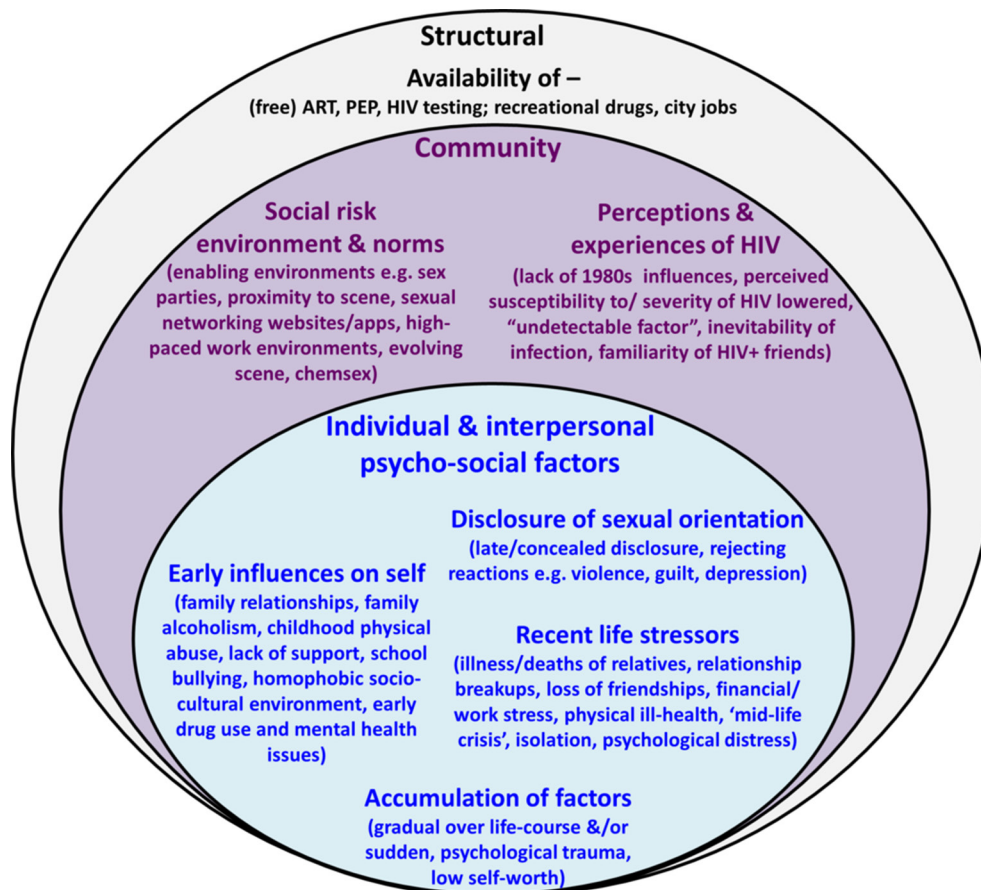 Structural
Availability of –
(free) ART, PEP, HIV testing; recreational drugs, city jobs
Community
Social risk
environment & norms
(enabling environments e.g. sex
parties, proximity to scene, sexual
networking websites/apps, high-
paced work environments, evolving
scene, chemsex)
Perceptions &
experiences of HIV
(lack of 1980s influences, perceived
susceptibility to/ severity of HIV lowered,
“undetectable factor”, inevitability of
infection, familiarity of HIV+ friends)
Individual & interpersonal
psycho-social factors
Disclosure of sexual orientation
(late/concealed disclosure, rejecting
reactions e.g. violence, guilt, depression)
Early influences on self
(family relationships, family
alcoholism, childhood physical
abuse, lack of support, school
bullying, homophobic socio-
cultural environment, early
drug use and mental health
issues)
Recent life stressors
(illness/deaths of relatives, relationship
breakups, loss of friendships, financial/
work stress, physical ill-health, ‘mid-life
crisis’, isolation, psychological distress)
Accumulation of factors
(gradual over life-course &/or
sudden, psychological trauma,
low self-worth)